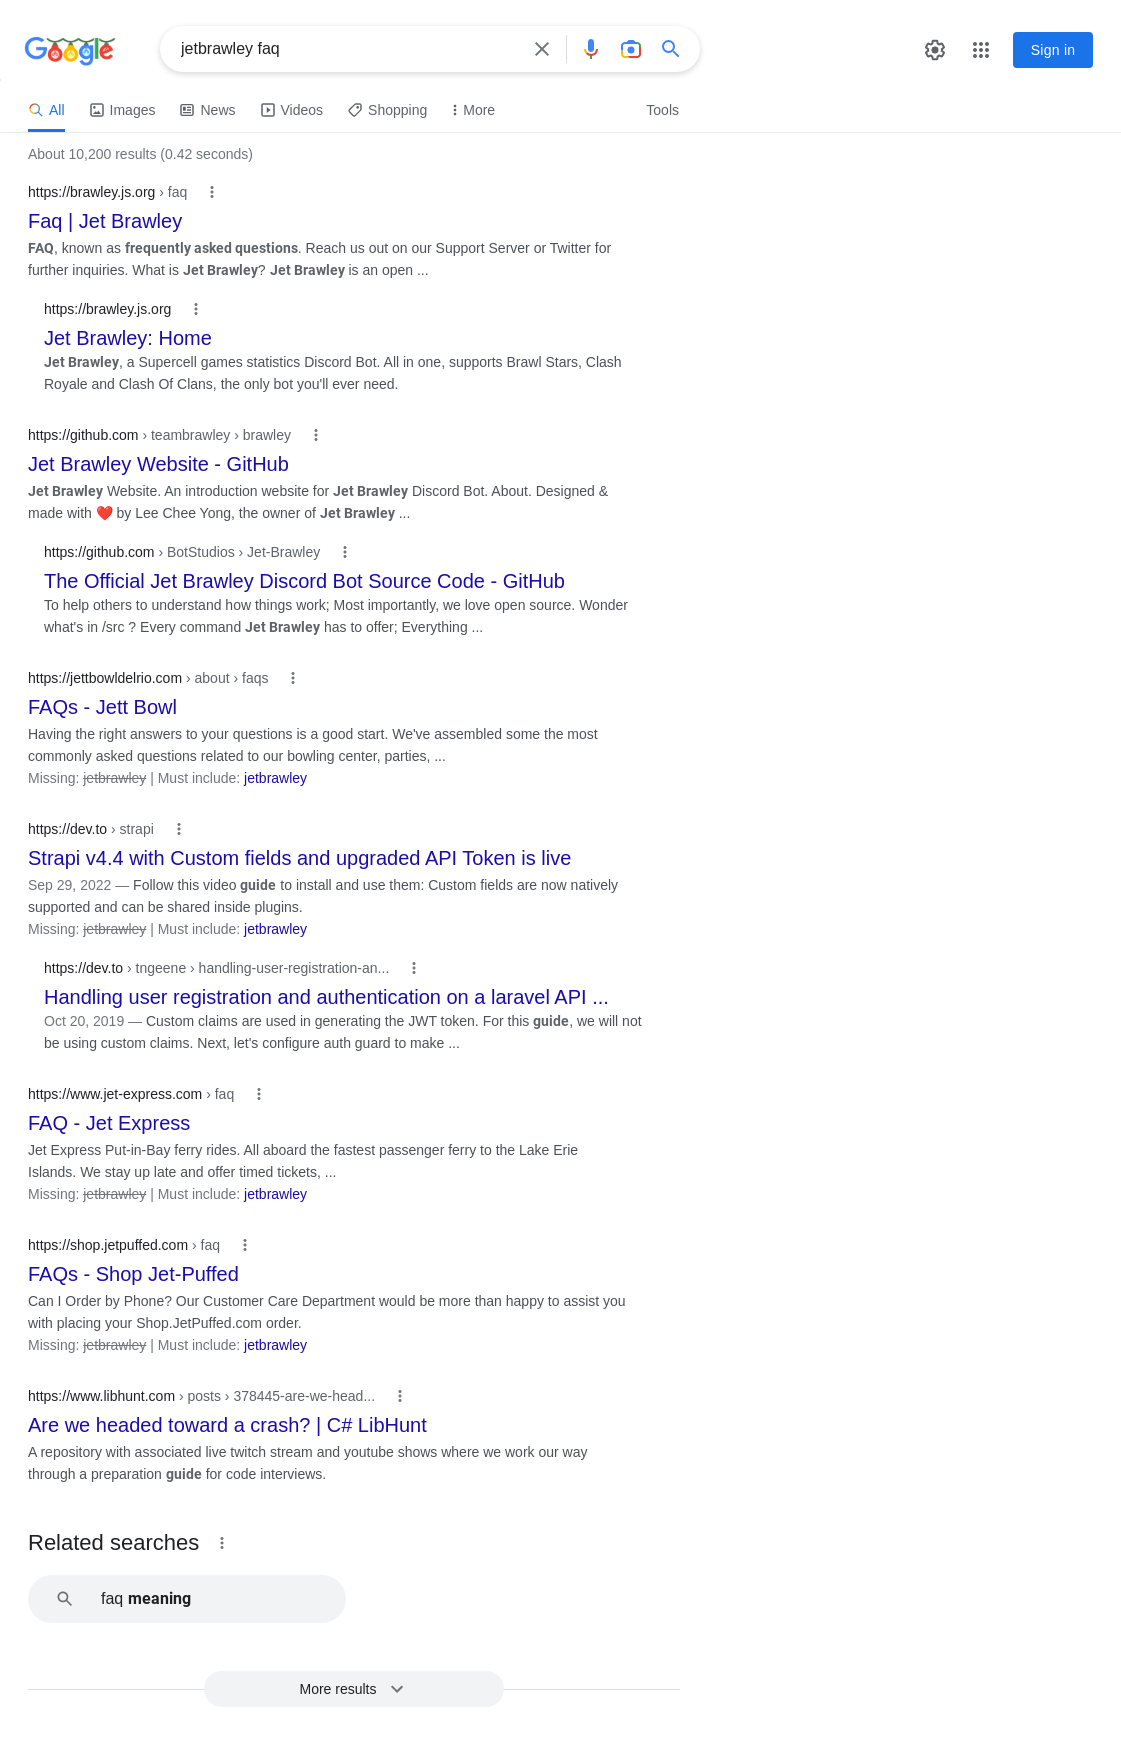 Google
jetbrawley faq
Sign in
All
Images
News
Videos
Shopping
More
Tools
About 10,200 results (0.42 seconds)
https://brawley.js.org › faq
Faq | Jet Brawley
FAQ, known as frequently asked questions. Reach us out on our Support Server or Twitter for
further inquiries. What is Jet Brawley? Jet Brawley is an open ...
https://brawley.js.org
Jet Brawley: Home
Jet Brawley, a Supercell games statistics Discord Bot. All in one, supports Brawl Stars, Clash
Royale and Clash Of Clans, the only bot you'll ever need.
https://github.com › teambrawley › brawley
Jet Brawley Website - GitHub
Jet Brawley Website. An introduction website for Jet Brawley Discord Bot. About. Designed &
made with ❤️ by Lee Chee Yong, the owner of Jet Brawley ...
https://github.com › BotStudios › Jet-Brawley
The Official Jet Brawley Discord Bot Source Code - GitHub
To help others to understand how things work; Most importantly, we love open source. Wonder
what's in /src ? Every command Jet Brawley has to offer; Everything ...
https://jettbowldelrio.com › about › faqs
FAQs - Jett Bowl
Having the right answers to your questions is a good start. We've assembled some the most
commonly asked questions related to our bowling center, parties, ...
Missing: jetbrawley | Must include: jetbrawley
https://dev.to › strapi
Strapi v4.4 with Custom fields and upgraded API Token is live
Sep 29, 2022 — Follow this video guide to install and use them: Custom fields are now natively
supported and can be shared inside plugins.
Missing: jetbrawley | Must include: jetbrawley
https://dev.to › tngeene › handling-user-registration-an...
Handling user registration and authentication on a laravel API ...
Oct 20, 2019 — Custom claims are used in generating the JWT token. For this guide, we will not
be using custom claims. Next, let's configure auth guard to make ...
https://www.jet-express.com › faq
FAQ - Jet Express
Jet Express Put-in-Bay ferry rides. All aboard the fastest passenger ferry to the Lake Erie
Islands. We stay up late and offer timed tickets, ...
Missing: jetbrawley | Must include: jetbrawley
https://shop.jetpuffed.com › faq
FAQs - Shop Jet-Puffed
Can I Order by Phone? Our Customer Care Department would be more than happy to assist you
with placing your Shop.JetPuffed.com order.
Missing: jetbrawley | Must include: jetbrawley
https://www.libhunt.com › posts › 378445-are-we-head...
Are we headed toward a crash? | C# LibHunt
A repository with associated live twitch stream and youtube shows where we work our way
through a preparation guide for code interviews.
Related searches
faq meaning
More results